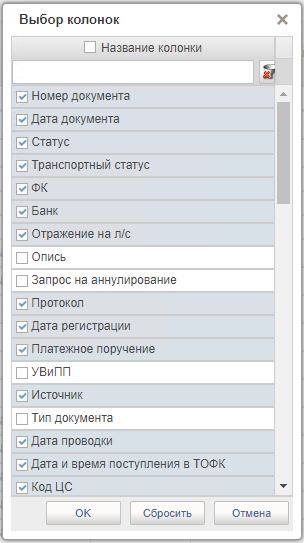 Выбор колонок
Название колонки
Номер документа
Дата документа
Статус
Транспортный статус
ФК
Банк
Отражение на л/с
Опись
Запрос на аннулирование
Протокол
Дата регистрации
Платежное поручение
УВиПП
Источник
Тип документа
Дата проводки
Дата и время поступления в ТОФК
Код ЦС
OK Сбросить Отмена